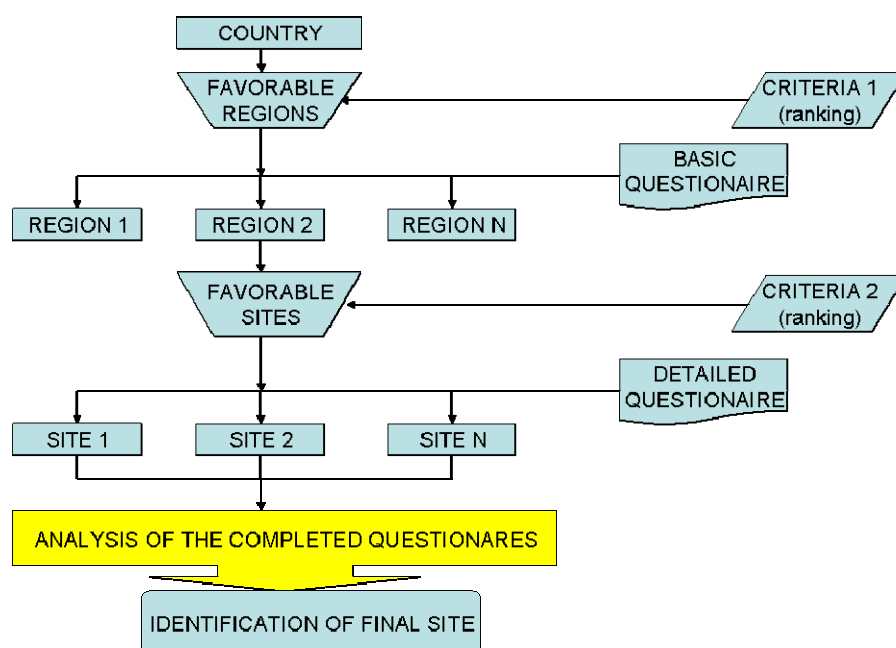 COUNTRY
FAVORABLE
REGIONS
CRITERIA 1
(ranking)
BASIC
QUESTIONAIRE
REGION 1
REGION 2
REGION N
FAVORABLE
SITES
CRITERIA 2
(ranking)
DETAILED
QUESTIONAIRE
SITE 1
SITE 2
SITE N
ANALYSIS OF THE COMPLETED QUESTIONARES
IDENTIFICATION OF FINAL SITE